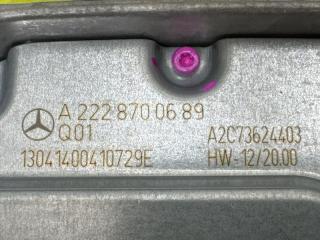 A 222 870 06 89
Q01
A2C73624403
13041400410729E
HW-12/20.00